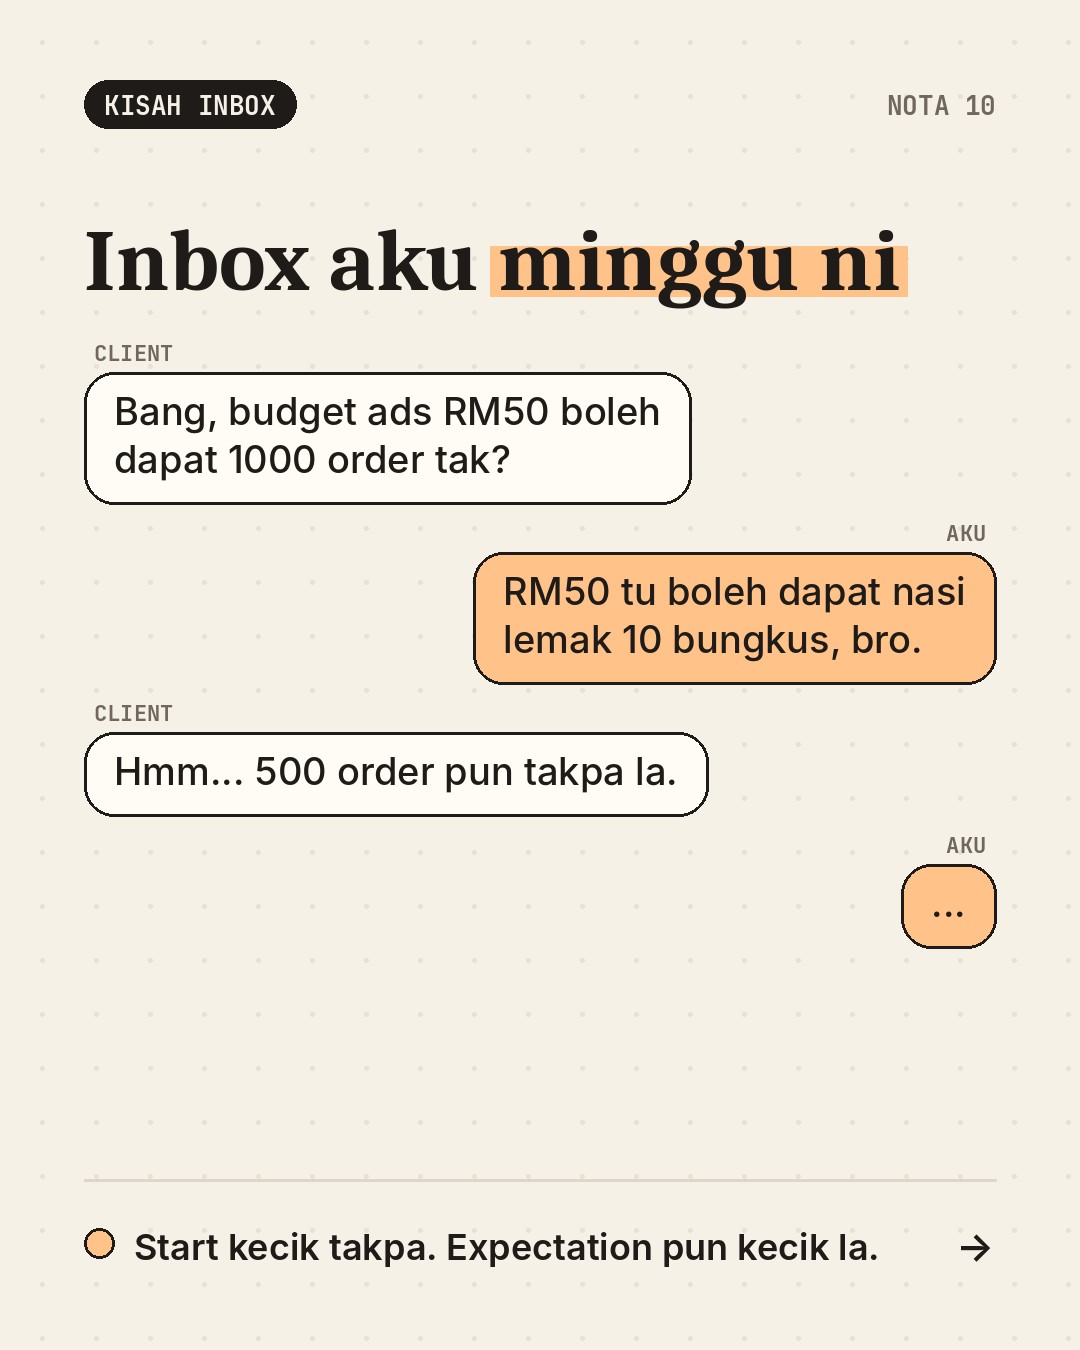 KISAH INBOX
NOTA 10
Inbox aku minggu ni
CLIENT
Bang, budget ads RM50 boleh
dapat 1000 order tak?
AKU
RM50 tu boleh dapat nasi
lemak 10 bungkus, bro.
CLIENT
Hmm... 500 order pun takpa la.
AKU
...
Start kecik takpa. Expectation pun kecik la. →